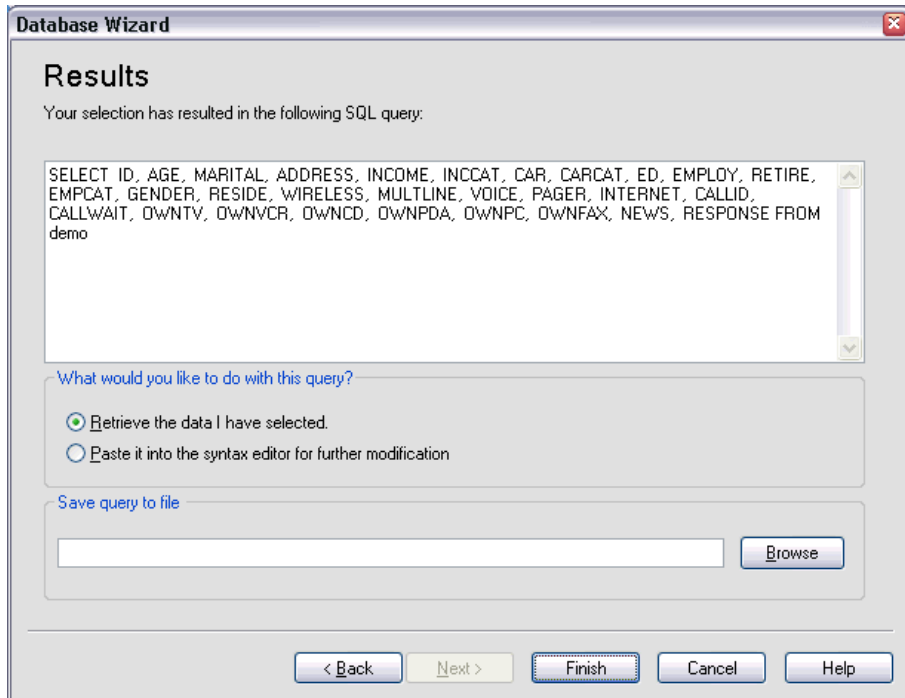 Database Wizard
Results
Your selection has resulted in the following SQL query:
SELECT ID, AGE, MARITAL, ADDRESS, INCOME, INCCAT, CAR, CARCAT, ED, EMPLOY, RETIRE,
EMPCAT, GENDER, RESIDE, WIRELESS, MULTLINE, VOICE, PAGER, INTERNET, CALLID,
CALLWAIT, OWNTV, OWNVCR, OWNCD, OWNPDA, OWNPC, OWNFAX, NEWS, RESPONSE FROM
demo
What would you like to do with this query?
Retrieve the data I have selected.
Paste it into the syntax editor for further modification
Save query to file
Browse
< Back Next > Finish Cancel Help